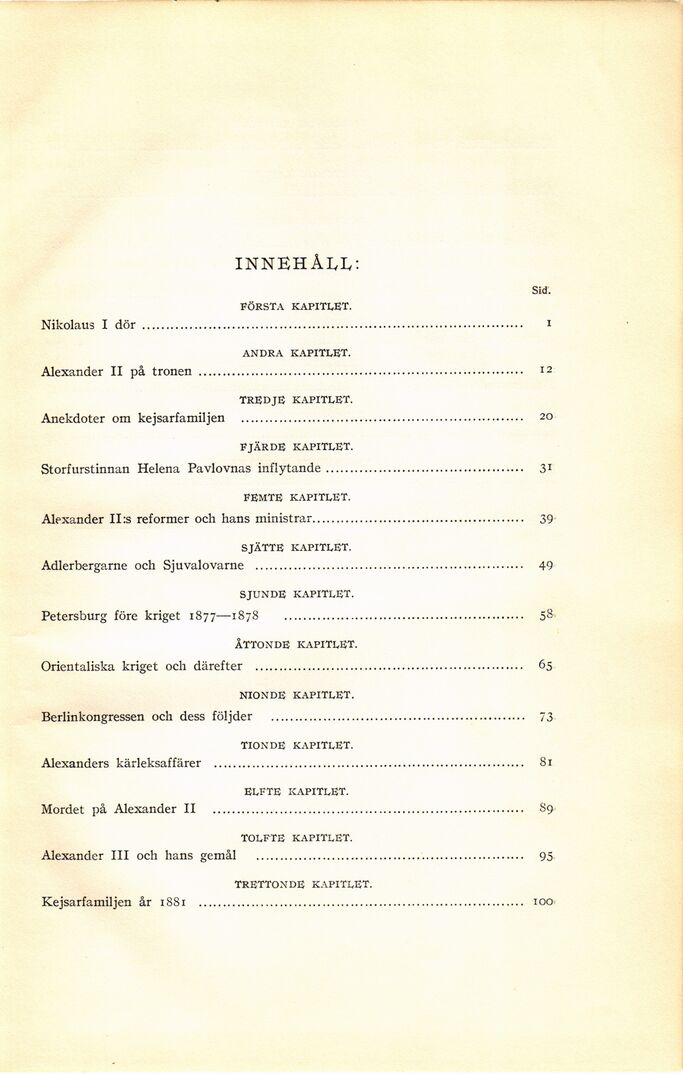 INNEHÅLL:
Sid.
FÖRSTA KAPITLET.
Nikolaus I dör ........ 1
ANDRA KAPITLET.
Alexander II på tronen ........ 12
TREDJE KAPITLET.
Anekdoter om kejsarfamiljen ........ 20
FJÄRDE KAPITLET.
Storfurstinnan Helena Pavlovnas inflytande ........ 31
FEMTE KAPITLET.
Alexander II:s reformer och hans ministrar ........ 39
SJÄTTE KAPITLET.
Adlerbergarne och Sjuvalovarne ........ 49
SJUNDE KAPITLET.
Petersburg före kriget 1877—1878 ........ 58
ÅTTONDE KAPITLET.
Orientaliska kriget och därefter ........ 65
NIONDE KAPITLET.
Berlinkongressen och dess följder ........ 73
TIONDE KAPITLET.
Alexanders kärleksaffärer ........ 81
ELFTE KAPITLET.
Mordet på Alexander II ........ 89
TOLFTE KAPITLET.
Alexander III och hans gemål ........ 95
TRETTONDE KAPITLET.
Kejsarfamiljen år 1881 ........ 100